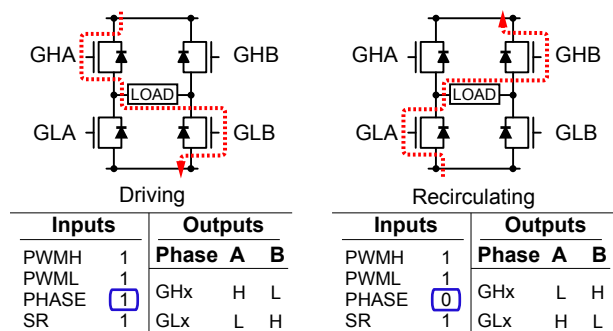 GHA GHB GHA GHB
LOAD LOAD
GLA GLB GLA GLB
Driving Recirculating
Inputs Outputs Inputs Outputs
PWMH 1 Phase A B PWMH 1 Phase A B
PWML 1 PWML 1
PHASE 1 GHx H L PHASE 0 GHx L H
SR 1 GLx L H SR 1 GLx H L